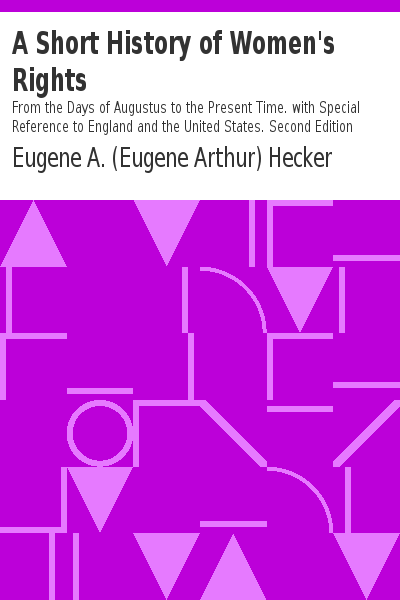 A Short History of Women's
Rights
From the Days of Augustus to the Present Time. with Special
Reference to England and the United States. Second Edition
Eugene A. (Eugene Arthur) Hecker